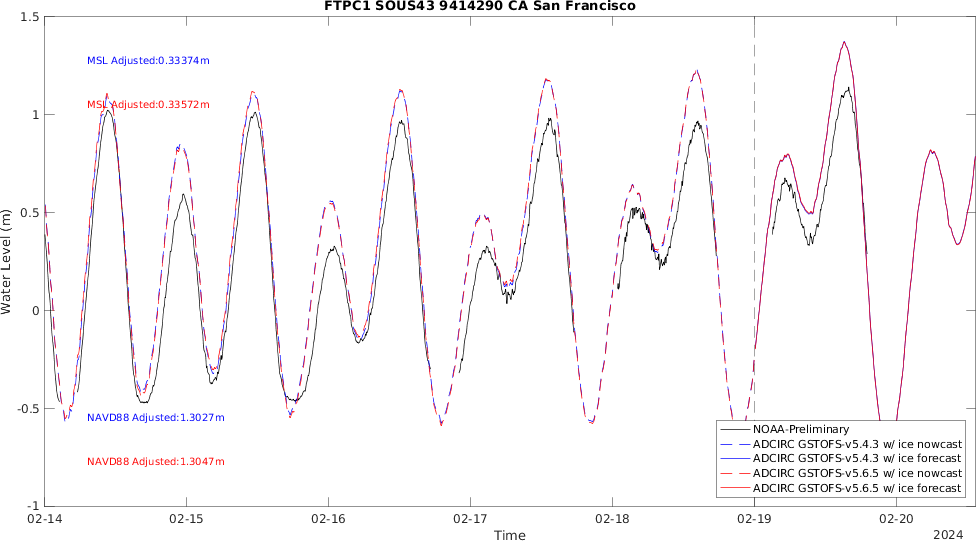 FTPC1 SOUS43 9414290 CA San Francisco
1.5
1
0.5
0
-0.5
-1
Water Level (m)
MSL Adjusted:0.33374m
MSL Adjusted:0.33572m
NAVD88 Adjusted:1.3027m
NAVD88 Adjusted:1.3047m
NOAA-Preliminary
ADCIRC GSTOFS-v5.4.3 w/ ice nowcast
ADCIRC GSTOFS-v5.4.3 w/ ice forecast
ADCIRC GSTOFS-v5.6.5 w/ ice nowcast
ADCIRC GSTOFS-v5.6.5 w/ ice forecast
02-14 02-15 02-16 02-17 02-18 02-19 02-20
Time
2024